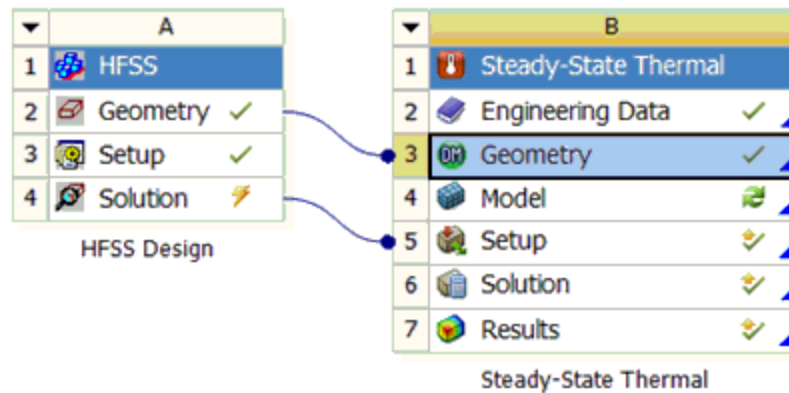 A
1 HFSS
2 Geometry
3 Setup
4 Solution
HFSS Design
B
1 Steady-State Thermal
2 Engineering Data
3 DM Geometry
4 Model
5 Setup
6 Solution
7 Results
Steady-State Thermal